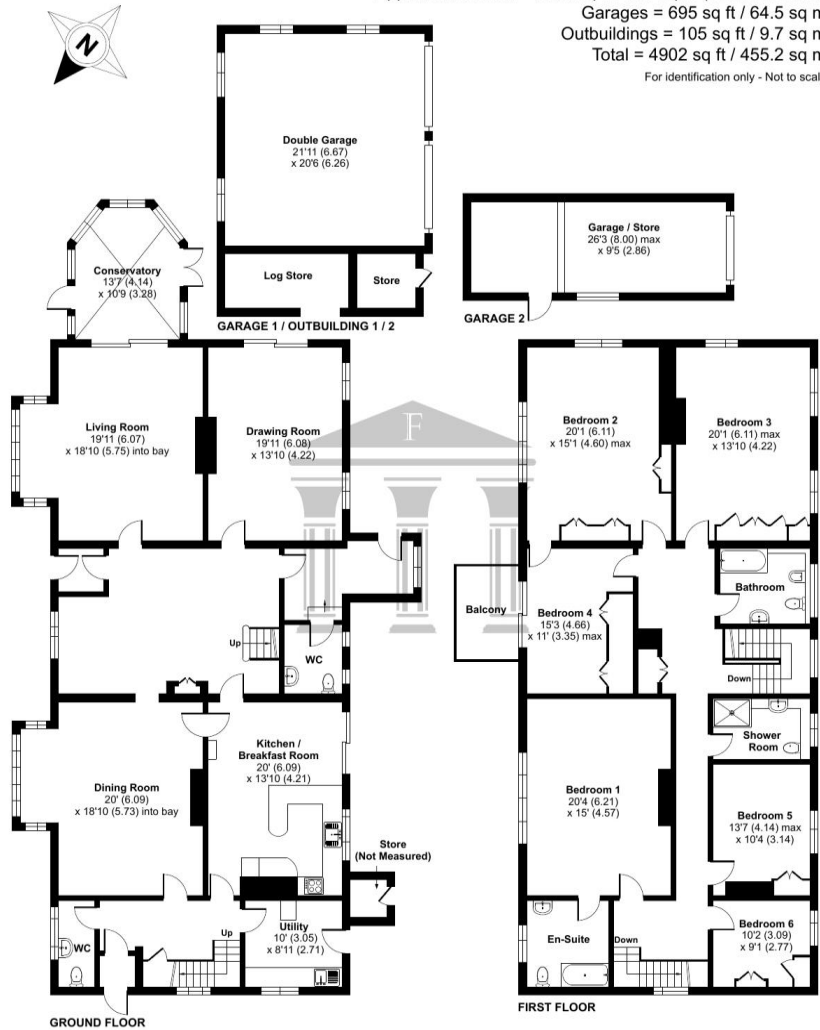 Garages = 695 sq ft / 64.5 sq m
Outbuildings = 105 sq ft / 9.7 sq m
Total = 4902 sq ft / 455.2 sq m
For identification only - Not to scal
N
Double Garage
21'11 (6.67)
x 20'6 (6.26)
Log Store
Store
GARAGE 1 / OUTBUILDING 1 / 2
Garage / Store
26'3 (8.00) max
x 9'5 (2.86)
GARAGE 2
Conservatory
13'7 (4.14)
x 10'9 (3.28)
Living Room
19'11 (6.07)
x 18'10 (5.75) into bay
Drawing Room
19'11 (6.08)
x 13'10 (4.22)
F
Up
WC
Dining Room
20' (6.09)
x 18'10 (5.73) into bay
Kitchen /
Breakfast Room
20' (6.09)
x 13'10 (4.21)
Store
(Not Measured)
WC
Up
Utility
10' (3.05)
x 8'11 (2.71)
GROUND FLOOR
Bedroom 2
20'1 (6.11)
x 15'1 (4.60) max
Bedroom 3
20'1 (6.11) max
x 13'10 (4.22)
Balcony
Bedroom 4
15'3 (4.66)
x 11' (3.35) max
Bathroom
Down
Shower
Room
Bedroom 1
20'4 (6.21)
x 15' (4.57)
Bedroom 5
13'7 (4.14) max
x 10'4 (3.14)
En-Suite
Down
Bedroom 6
10'2 (3.09)
x 9'1 (2.77)
FIRST FLOOR